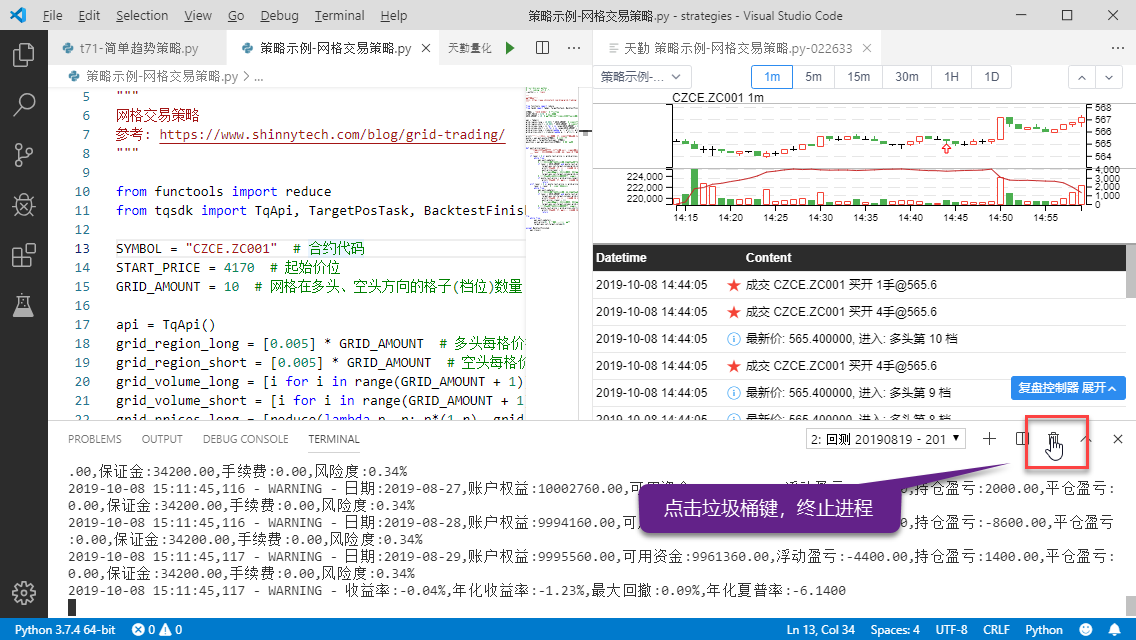 File Edit Selection View Go Debug Terminal Help
策略示例-网格交易策略.py - strategies - Visual Studio Code
t71-简单趋势策略.py
策略示例-网格交易策略.py
天勤量化
天勤 策略示例-网格交易策略.py-022633
策略示例-网格交易策略.py > ...
策略示例-...
1m 5m 15m 30m 1H 1D
5 """
6 网格交易策略
7 参考: https://www.shinnytech.com/blog/grid-trading/
8 """
9
10 from functools import reduce
11 from tqsdk import TqApi, TargetPosTask, BacktestFinis
12
13 SYMBOL = "CZCE.ZC001" # 合约代码
14 START_PRICE = 4170 # 起始价位
15 GRID_AMOUNT = 10 # 网格在多头、空头方向的格子(档位)数量
16
17 api = TqApi()
18 grid_region_long = [0.005] * GRID_AMOUNT # 多头每格价
19 grid_region_short = [0.005] * GRID_AMOUNT # 空头每格价
20 grid_volume_long = [i for i in range(GRID_AMOUNT + 1)
21 grid_volume_short = [i for i in range(GRID_AMOUNT + 1
22 grid_prices_long = [reduce(lambda p, r: p*(1-r), grid
CZCE.ZC001 1m
568
567
566
565
564
224,000
222,000
220,000
4,000
3,000
2,000
1,000
0
14:15 14:20 14:25 14:30 14:35 14:40 14:45 14:50 14:55
Datetime Content
2019-10-08 14:44:05 成交 CZCE.ZC001 买开 1手@565.6
2019-10-08 14:44:05 成交 CZCE.ZC001 买开 4手@565.6
2019-10-08 14:44:05 最新价: 565.400000, 进入: 多头第 10 档
2019-10-08 14:44:05 成交 CZCE.ZC001 买开 4手@565.6
2019-10-08 14:44:05 最新价: 565.400000, 进入: 多头第 9 档
2019-10-08 14:44:05 最新价: 565.400000, 进入: 多头第 8 档
复盘控制器 展开
PROBLEMS OUTPUT DEBUG CONSOLE TERMINAL
2: 回测 20190819 - 201
点击垃圾桶键，终止进程
.00,保证金:34200.00,手续费:0.00,风险度:0.34%
2019-10-08 15:11:45,116 - WARNING - 日期:2019-08-27,账户权益:10002760.00,可用资金 浮动盈亏 持仓盈亏:2000.00,平仓盈亏:
0.00,保证金:34200.00,手续费:0.00,风险度:0.34%
2019-10-08 15:11:45,116 - WARNING - 日期:2019-08-28,账户权益:9994160.00,可 持仓盈亏:-8600.00,平仓盈亏
:0.00,保证金:34200.00,手续费:0.00,风险度:0.34%
2019-10-08 15:11:45,117 - WARNING - 日期:2019-08-29,账户权益:9995560.00,可用资金:9961360.00,浮动盈亏:-4400.00,持仓盈亏:1400.00,平仓盈亏:
0.00,保证金:34200.00,手续费:0.00,风险度:0.34%
2019-10-08 15:11:45,117 - WARNING - 收益率:-0.04%,年化收益率:-1.23%,最大回撤:0.09%,年化夏普率:-6.1400
Python 3.7.4 64-bit 0 0
Ln 13, Col 34 Spaces: 4 UTF-8 CRLF Python